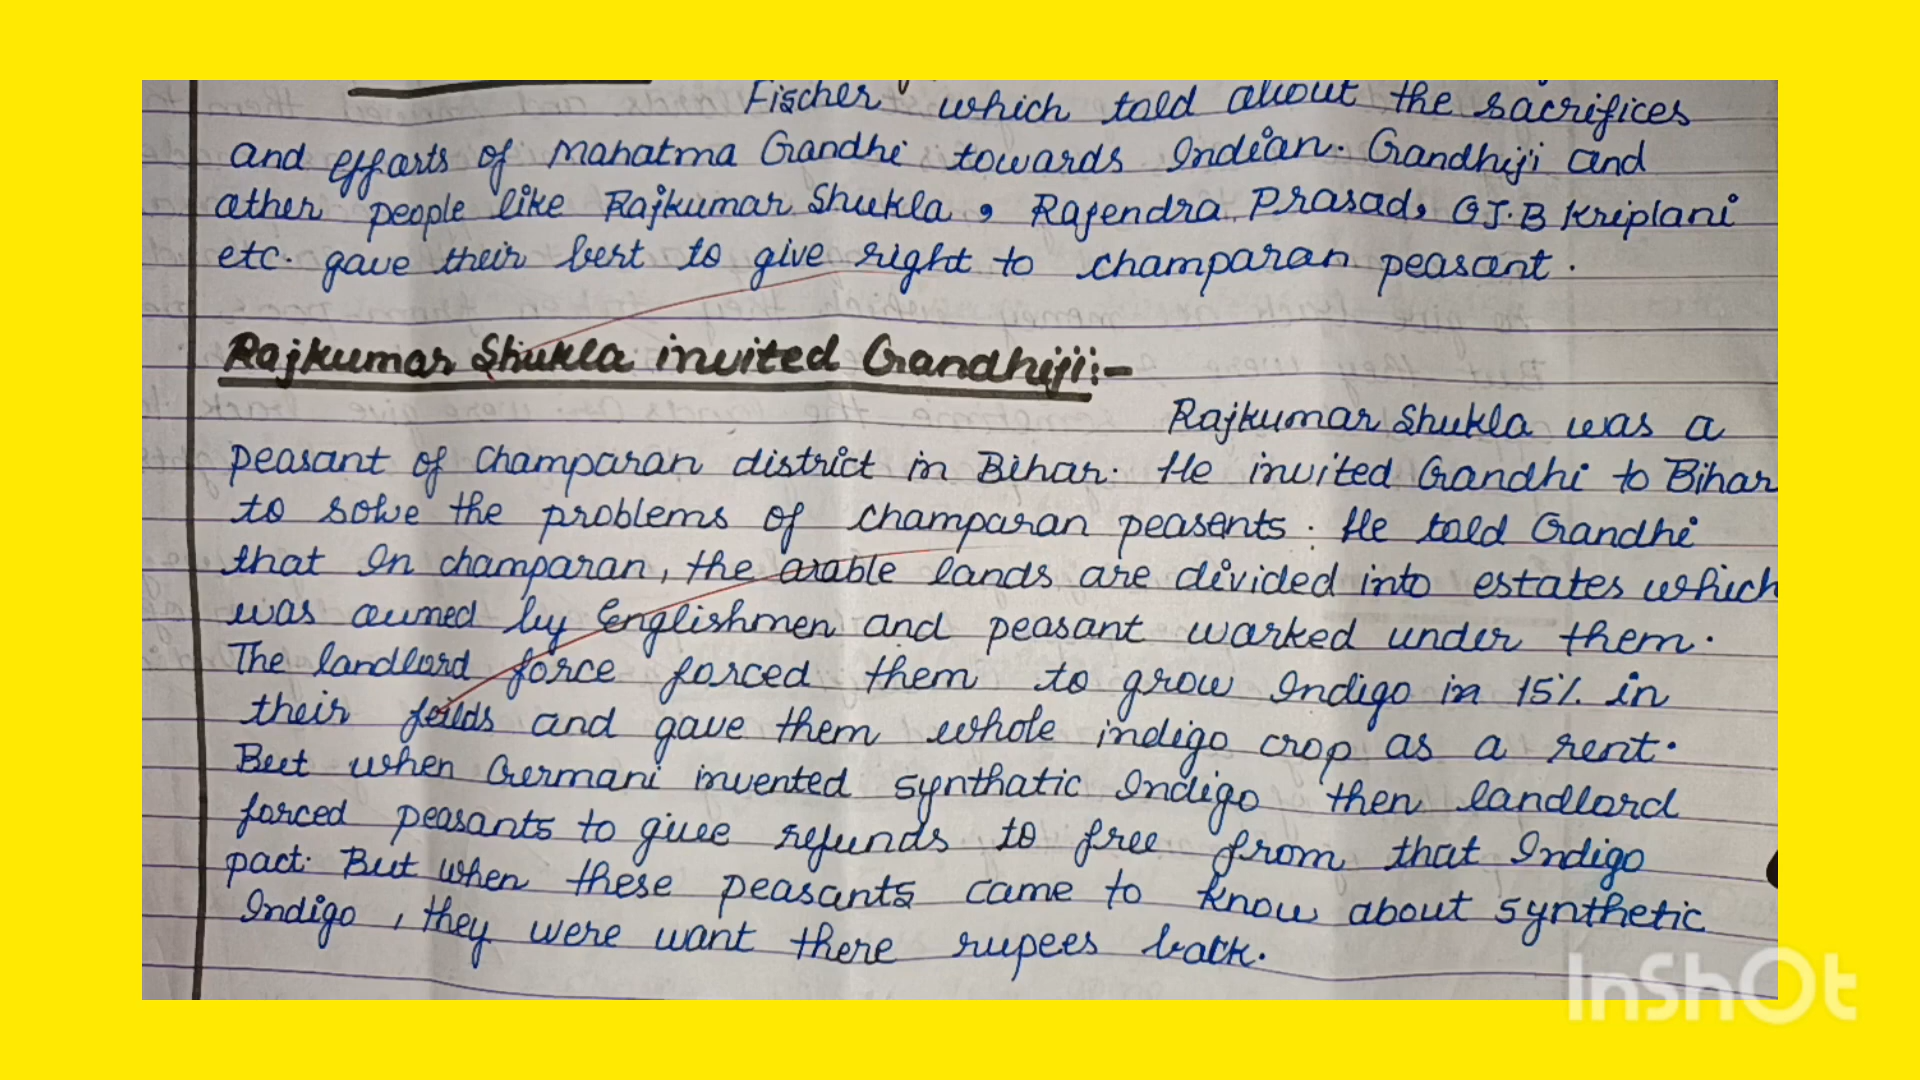 Fischer which told about the sacrifices
and efforts of Mahatma Gandhi towards Indian. Gandhiji and
other people like Rajkumar Shukla, Rajendra Prasad, J.B Kriplani
etc. gave their best to give right to champaran peasant.
Rajkumar Shukla invited Gandhiji:-
Rajkumar Shukla was a
peasant of champaran district in Bihar. He invited Gandhi to Bihar
to solve the problems of champaran peasents. He told Gandhi
that In champaran, the arable lands are divided into estates which
was owned by Englishmen and peasant worked under them.
The landlord force forced them to grow Indigo in 15% in
their feilds and gave them whole indigo crop as a rent.
But when Germani invented synthatic Indigo then landlord
forced peasants to give refunds to free from that Indigo
pact. But when these peasants came to know about synthetic
Indigo, they were want there rupees back.
InShOt